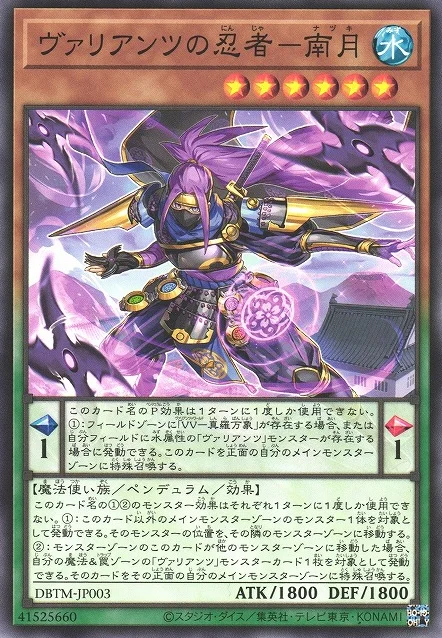 ヴァリアンツの忍者－南月
水
1
1
このカード名のP効果は1ターンに1度しか使用できない。
①：フィールドゾーンに「VV－真羅万象」が存在する場合、または
自分フィールドに水属性の「ヴァリアンツ」モンスターが存在する
場合に発動できる。このカードを正面の自分のメインモンスター
ゾーンに特殊召喚する。
【魔法使い族／ペンデュラム／効果】
このカード名の①②のモンスター効果はそれぞれ1ターンに1度しか使用でき
ない。①：このカード以外のメインモンスターゾーンのモンスター1体を対象と
して発動できる。そのモンスターの位置を、その隣のモンスターゾーンに移動する。
②：モンスターゾーンのこのカードが他のモンスターゾーンに移動した場合、
自分の魔法＆罠ゾーンの「ヴァリアンツ」モンスターカード1枚を対象として発動
できる。そのカードをその正面の自分のメインモンスターゾーンに特殊召喚する。
DBTM-JP003
ATK/1800
DEF/1800
41525660
©スタジオ・ダイス／集英社・テレビ東京・KONAMI